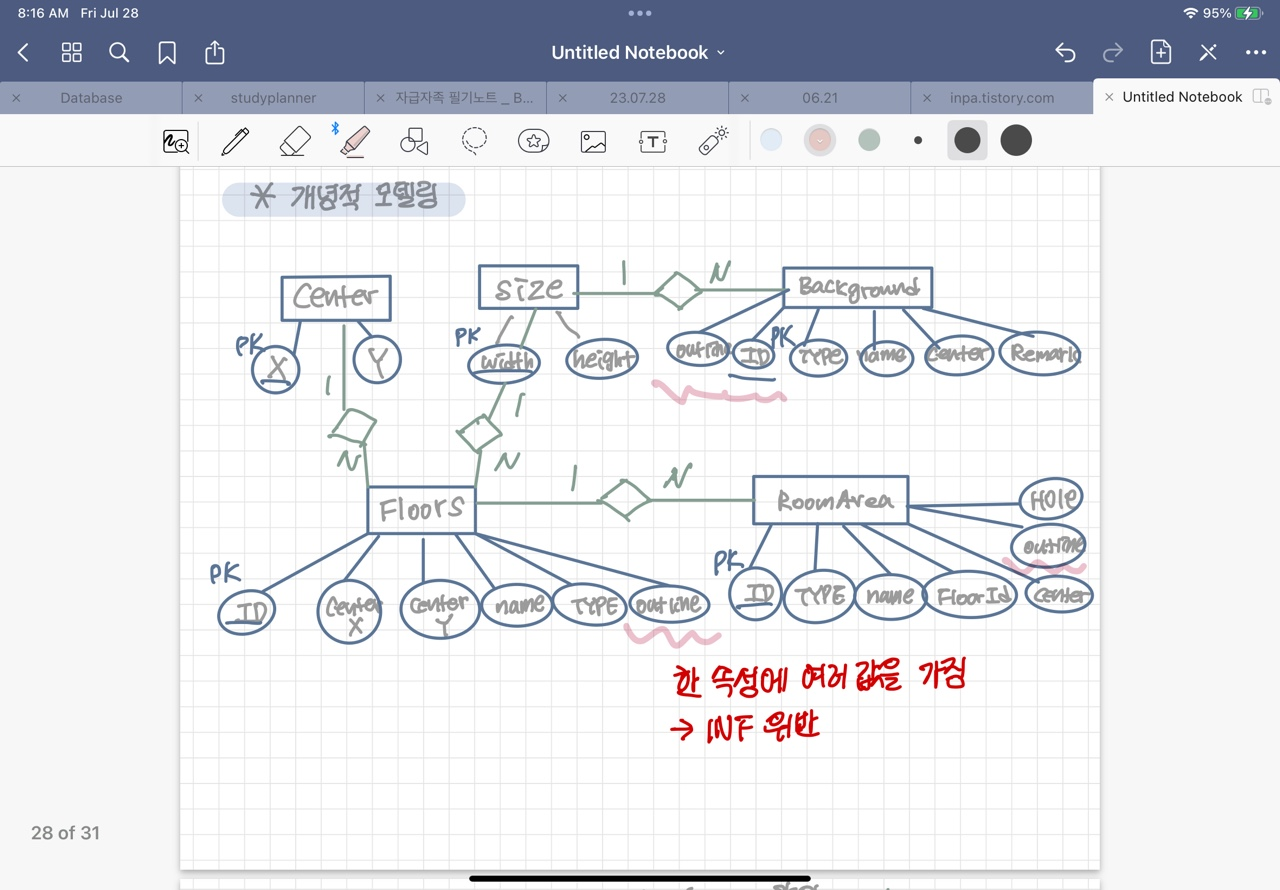 8:16 AM Fri Jul 28
95%
Untitled Notebook
Database
studyplanner
자급자족 필기노트 _ B...
23.07.28
06.21
inpa.tistory.com
Untitled Notebook
* 개념적 모델링
Center
size
1
N
Background
PK
X
Y
PK
width
height
outline
ID
PK
TYPE
name
Center
Remark
1
1
N
N
1
N
Floors
RoomArea
HOLE
outline
PK
ID
Center X
Center Y
name
TYPE
outline
PK
ID
TYPE
name
FloorId
Center
한 속성에 여러 값을 가짐
→ 1NF 위반
28 of 31